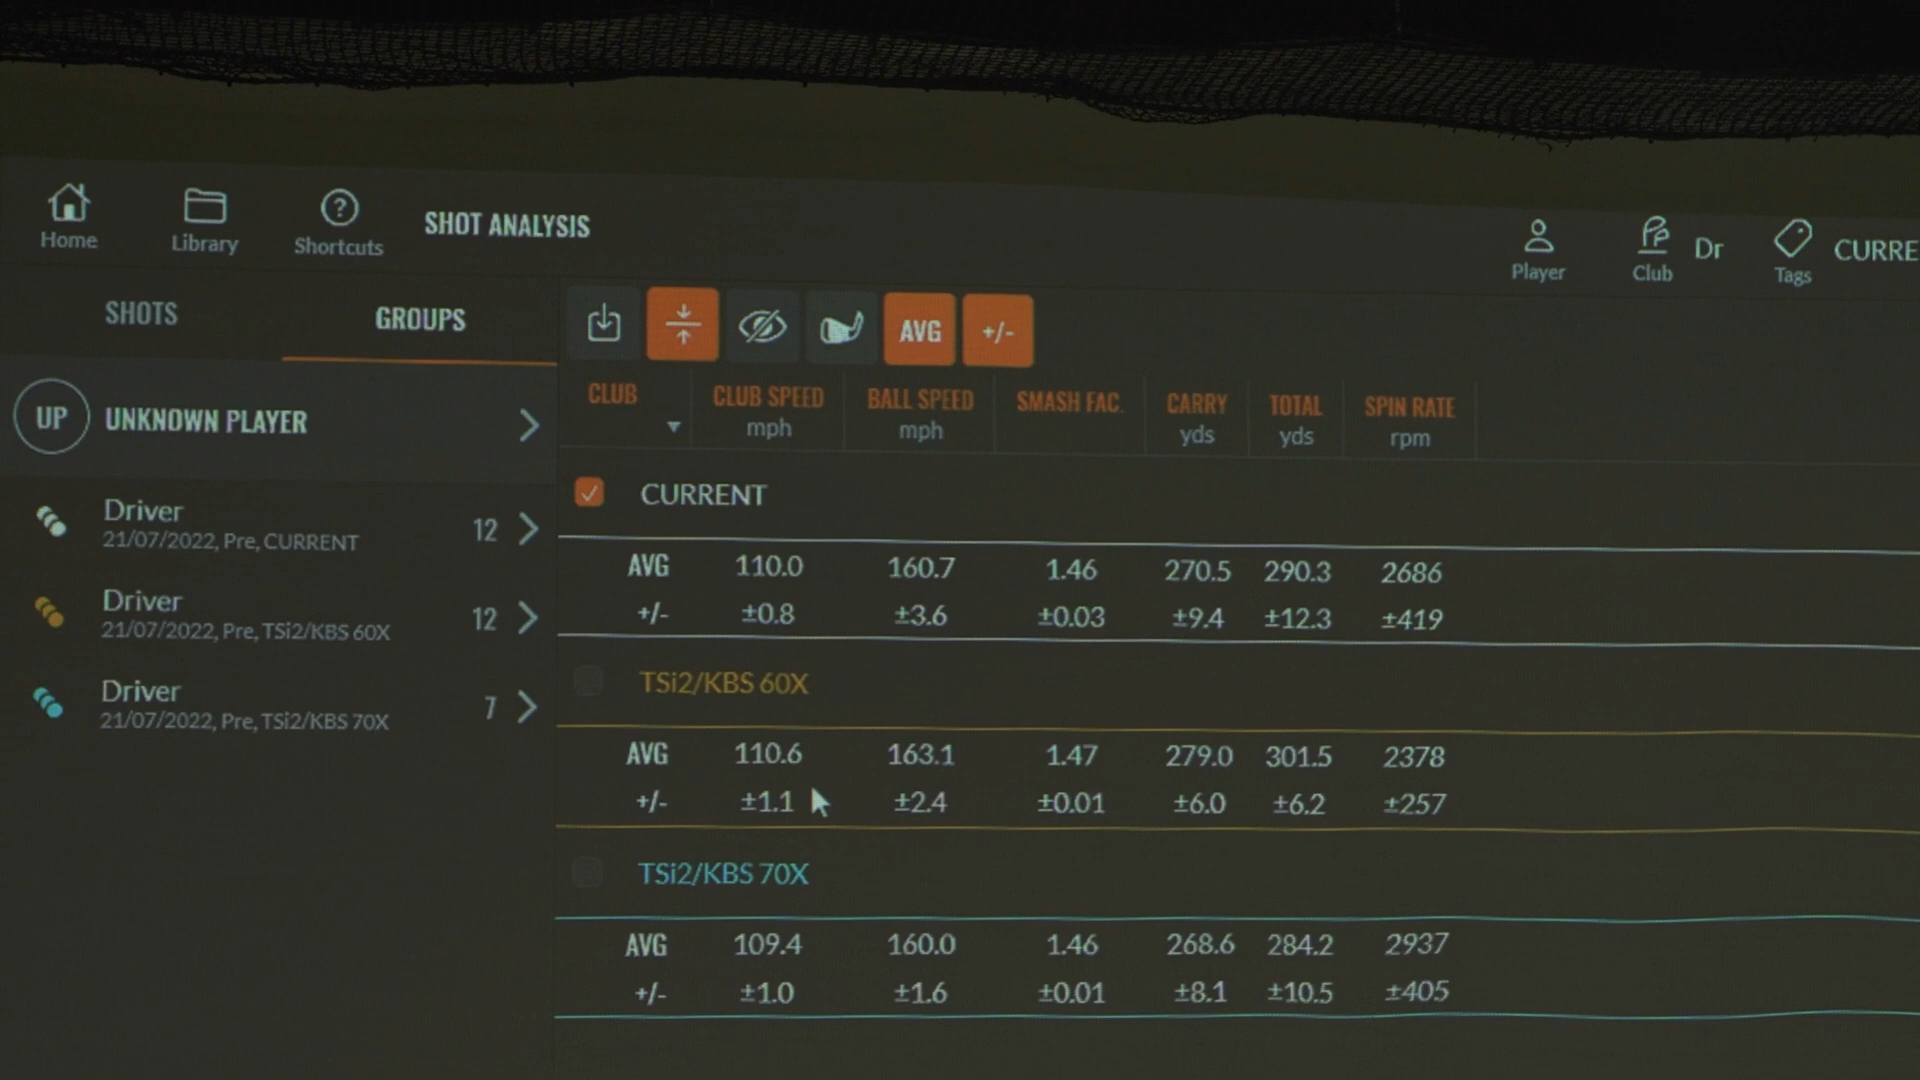 Home
Library
Shortcuts
SHOT ANALYSIS
Player
Club
Dr
Tags
CURRE
SHOTS
GROUPS
AVG
+/-
UP
UNKNOWN PLAYER
Driver
21/07/2022, Pre, CURRENT
12
Driver
21/07/2022, Pre, TSi2/KBS 60X
12
Driver
21/07/2022, Pre, TSi2/KBS 70X
7
CLUB CLUB SPEED BALL SPEED SMASH FAC. CARRY TOTAL SPIN RATE
mph mph yds yds rpm
CURRENT
AVG 110.0 160.7 1.46 270.5 290.3 2686
+/- ±0.8 ±3.6 ±0.03 ±9.4 ±12.3 ±419
TSi2/KBS 60X
AVG 110.6 163.1 1.47 279.0 301.5 2378
+/- ±1.1 ±2.4 ±0.01 ±6.0 ±6.2 ±257
TSi2/KBS 70X
AVG 109.4 160.0 1.46 268.6 284.2 2937
+/- ±1.0 ±1.6 ±0.01 ±8.1 ±10.5 ±405